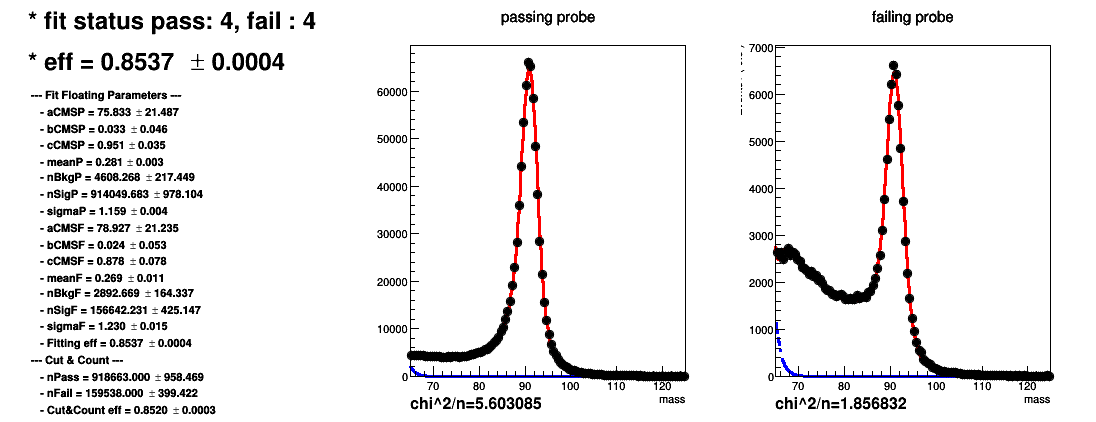 * fit status pass: 4, fail : 4
* eff = 0.8537 ± 0.0004
--- Fit Floating Parameters ---
- aCMSP = 75.833 ± 21.487
- bCMSP = 0.033 ± 0.046
- cCMSP = 0.951 ± 0.035
- meanP = 0.281 ± 0.003
- nBkgP = 4608.268 ± 217.449
- nSigP = 914049.683 ± 978.104
- sigmaP = 1.159 ± 0.004
- aCMSF = 78.927 ± 21.235
- bCMSF = 0.024 ± 0.053
- cCMSF = 0.878 ± 0.078
- meanF = 0.269 ± 0.011
- nBkgF = 2892.669 ± 164.337
- nSigF = 156642.231 ± 425.147
- sigmaF = 1.230 ± 0.015
- Fitting eff = 0.8537 ± 0.0004
--- Cut & Count ---
- nPass = 918663.000 ± 958.469
- nFail = 159538.000 ± 399.422
- Cut&Count eff = 0.8520 ± 0.0003
passing probe
60000
50000
40000
30000
20000
10000
0
70 80 90 100 110 120
mass
chi^2/n=5.603085
failing probe
7000
6000
5000
4000
3000
2000
1000
0
70 80 90 100 110 120
mass
chi^2/n=1.856832